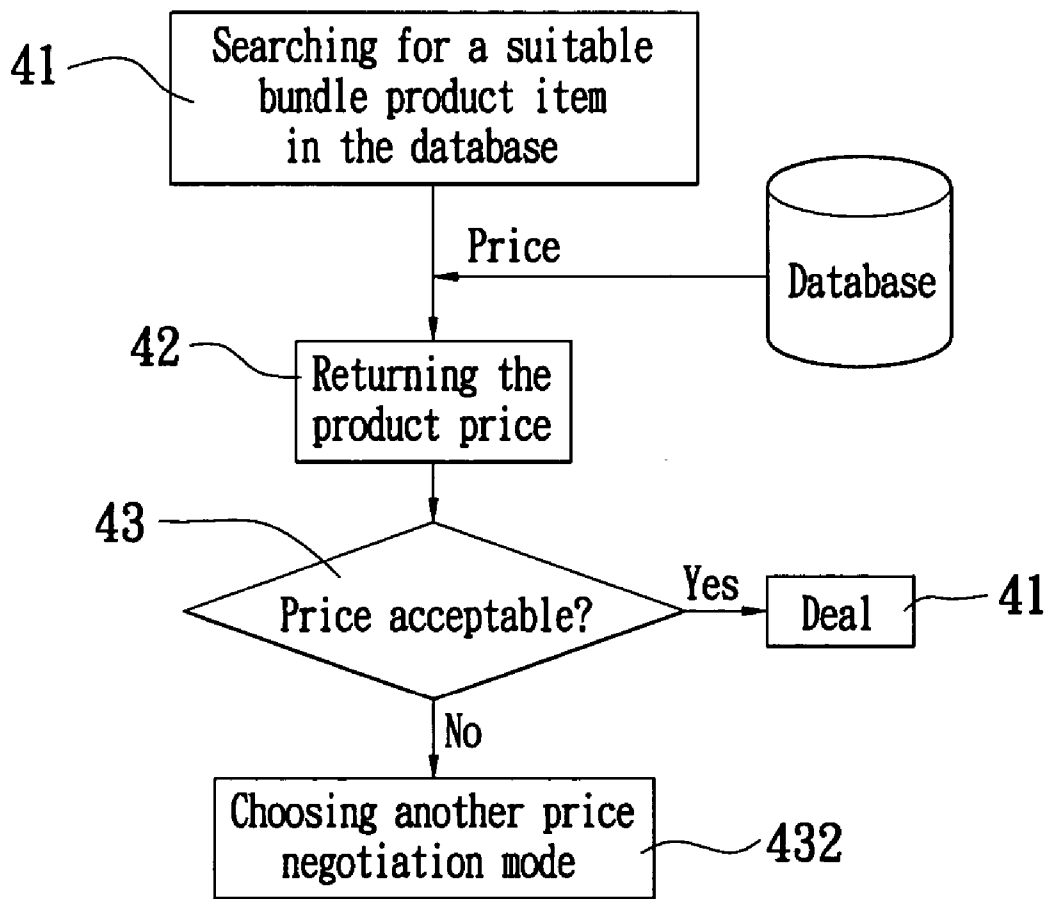 41
Searching for a suitable
bundle product item
in the database
Price
Database
42
Returning the
product price
43
Price acceptable?
Yes
Deal
41
No
Choosing another price
negotiation mode
432